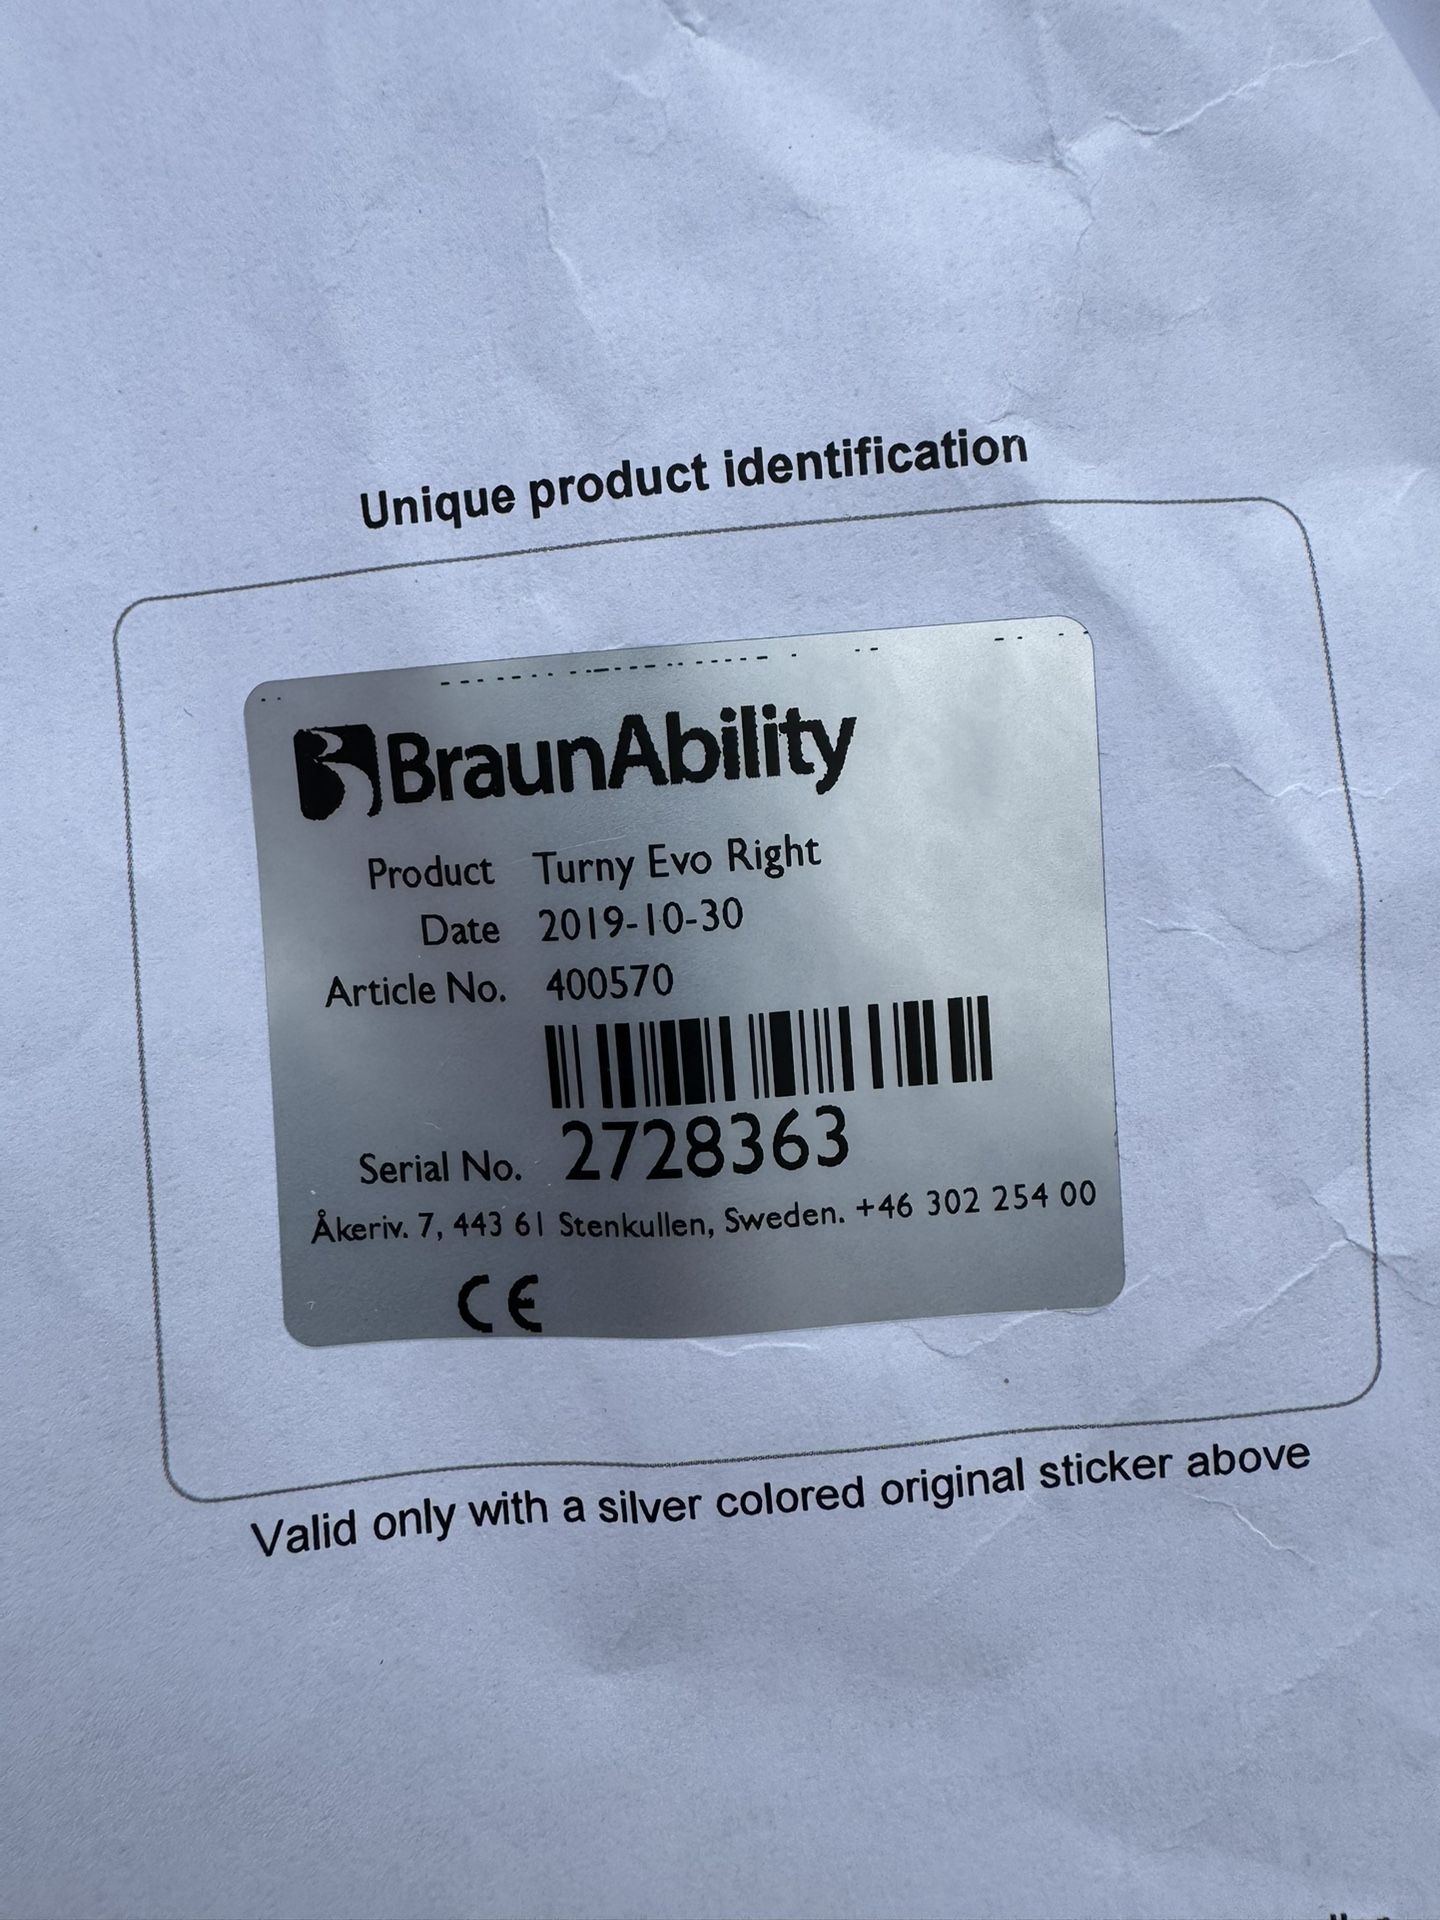 Unique product identification
BraunAbility
Product Turny Evo Right
Date 2019-10-30
Article No. 400570
Serial No. 2728363
Åkeriv. 7, 443 61 Stenkullen, Sweden. +46 302 254 00
CE
Valid only with a silver colored original sticker above